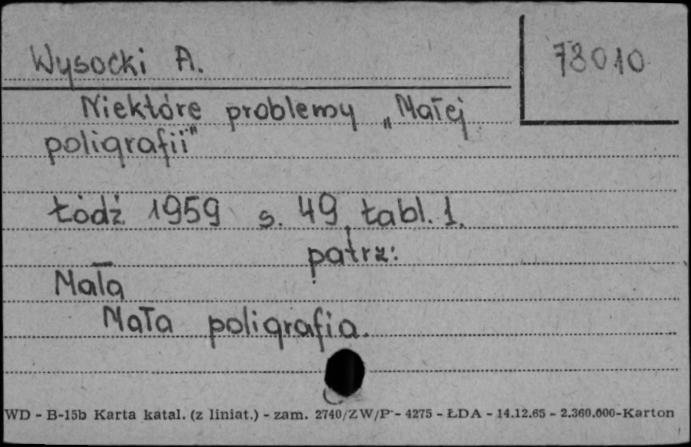 Wysocki A.
78010
Niektóre problemy „Małej
poligrafii"
Łódź 1959 s. 49, tabl. 1.
patrz:
Mała
Mała poligrafia.
WD - B-15b Karta katal. (z liniat.) - zam. 2740/ZW/P - 4275 - ŁDA - 14.12.65 - 2.360.000-Karton